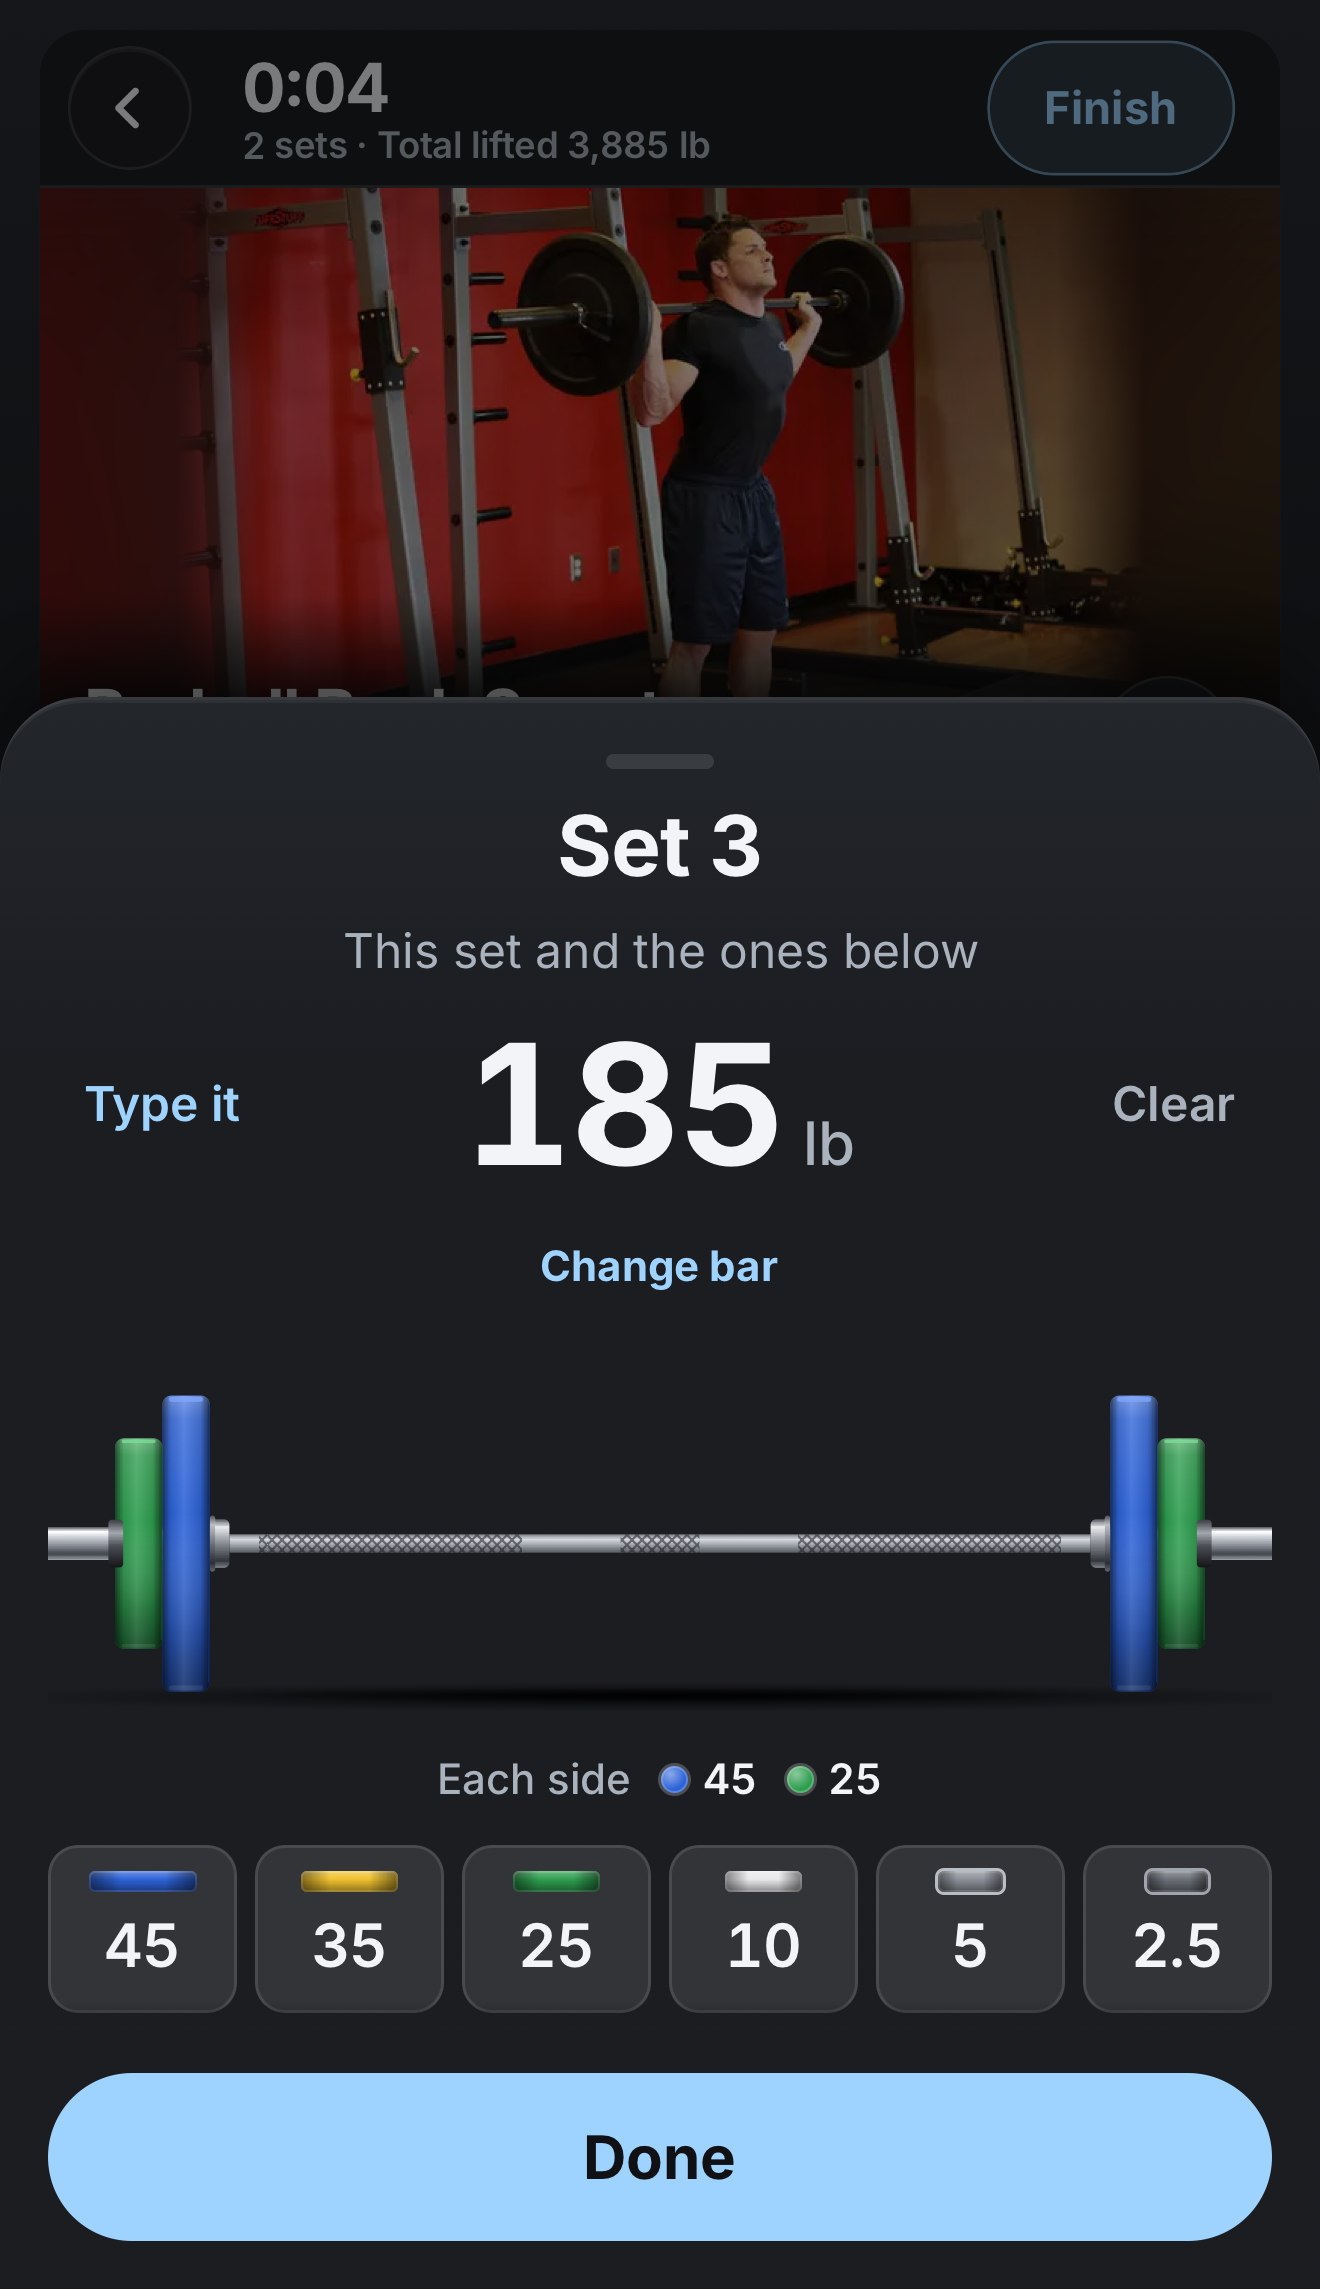 0:04
Finish
2 sets · Total lifted 3,885 lb
Set 3
This set and the ones below
Type it
185 lb
Clear
Change bar
Each side 45 25
45 35 25 10 5 2.5
Done